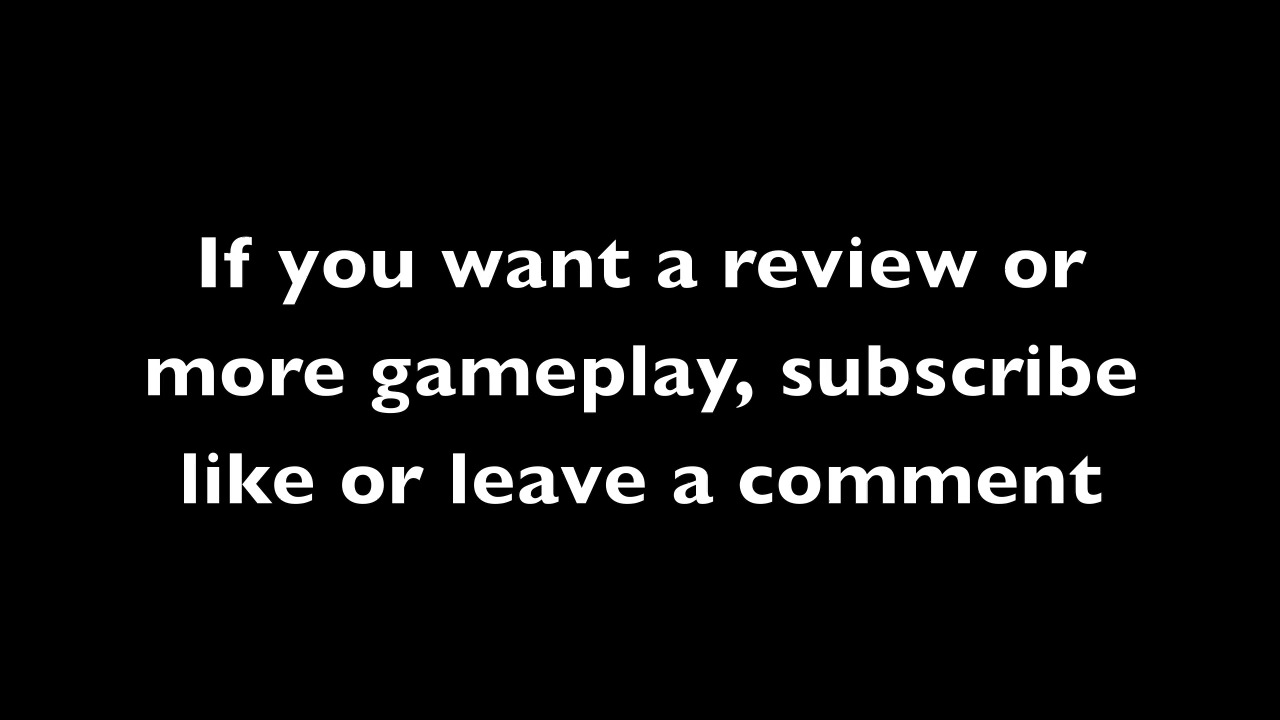 If you want a review or
more gameplay, subscribe
like or leave a comment